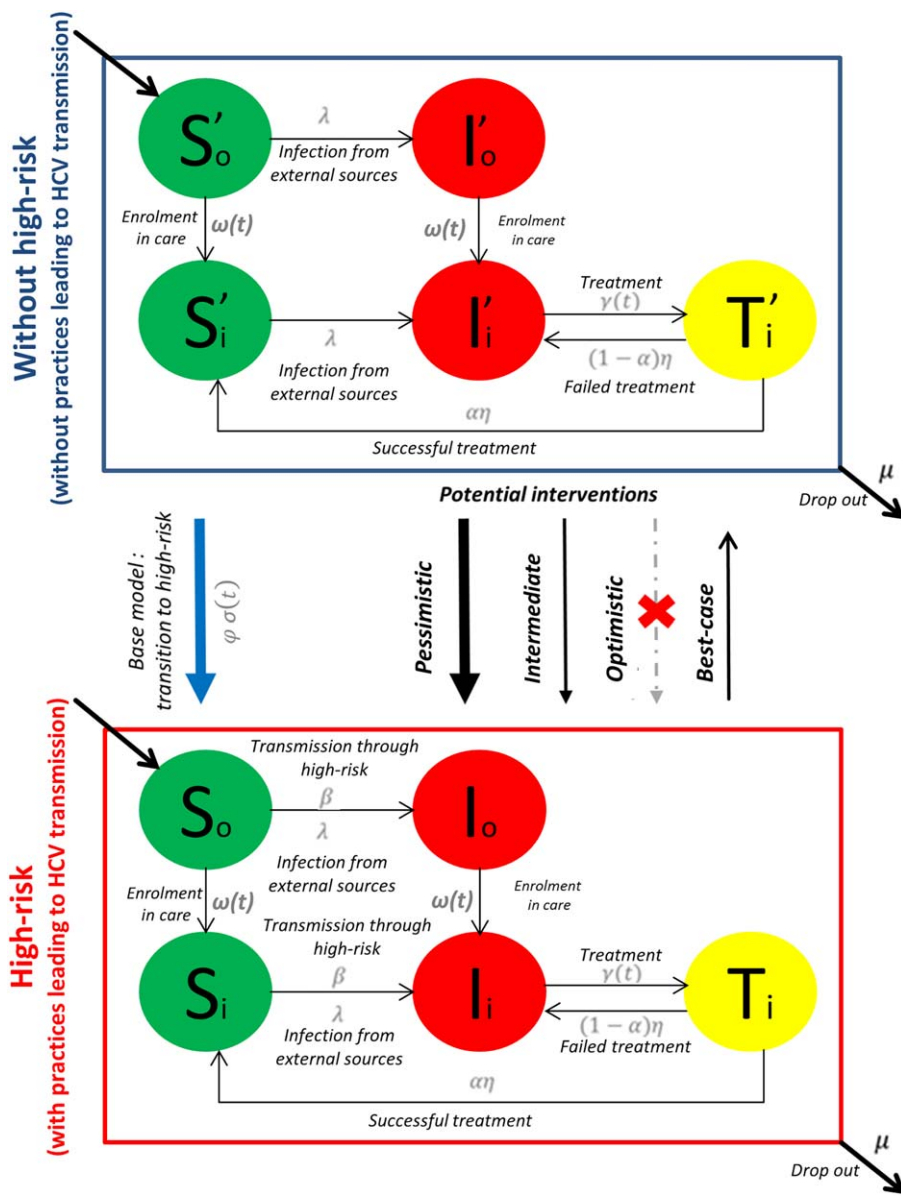 Without high-risk
(without practices leading to HCV transmission)
S'o
λ
Infection from
external sources
I'o
Enrolment
in care
ω(t)
ω(t)
Enrolment
in care
S'i
λ
Infection from
external sources
I'i
Treatment
γ(t)
(1 − α)η
Failed treatment
T'i
αη
Successful treatment
μ
Drop out
Potential interventions
Base model :
transition to high-risk
φ σ(t)
Pessimistic
Intermediate
Optimistic
Best-case
High-risk
(with practices leading to HCV transmission)
So
Transmission through
high-risk
β
λ
Infection from
external sources
Io
Enrolment
in care
ω(t)
ω(t)
Enrolment
in care
Si
Transmission through
high-risk
β
λ
Infection from
external sources
Ii
Treatment
γ(t)
(1 − α)η
Failed treatment
Ti
αη
Successful treatment
μ
Drop out